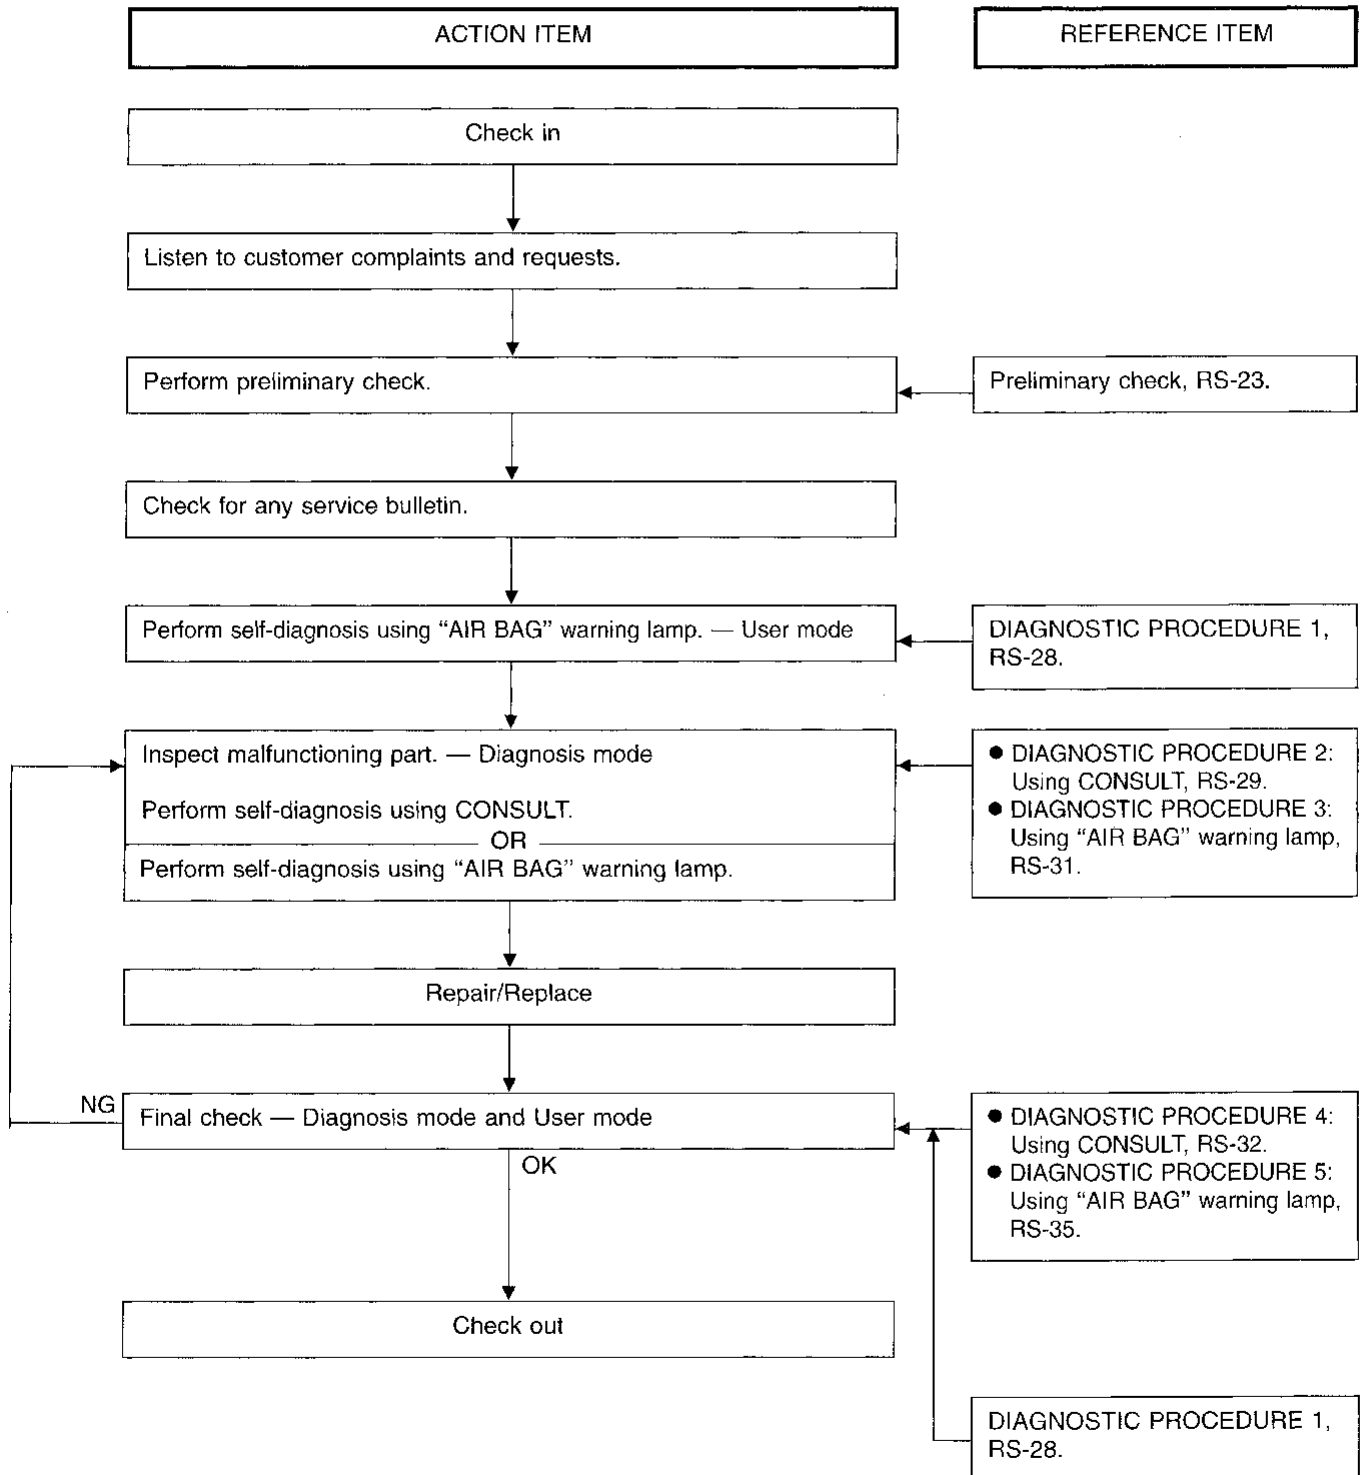 ACTION ITEM
REFERENCE ITEM
Check in
Listen to customer complaints and requests.
Perform preliminary check.
Preliminary check, RS-23.
Check for any service bulletin.
Perform self-diagnosis using “AIR BAG” warning lamp. — User mode
DIAGNOSTIC PROCEDURE 1,
RS-28.
Inspect malfunctioning part. — Diagnosis mode
Perform self-diagnosis using CONSULT.
OR
Perform self-diagnosis using “AIR BAG” warning lamp.
● DIAGNOSTIC PROCEDURE 2:
Using CONSULT, RS-29.
● DIAGNOSTIC PROCEDURE 3:
Using “AIR BAG” warning lamp,
RS-31.
Repair/Replace
NG
Final check — Diagnosis mode and User mode
OK
● DIAGNOSTIC PROCEDURE 4:
Using CONSULT, RS-32.
● DIAGNOSTIC PROCEDURE 5:
Using “AIR BAG” warning lamp,
RS-35.
Check out
DIAGNOSTIC PROCEDURE 1,
RS-28.